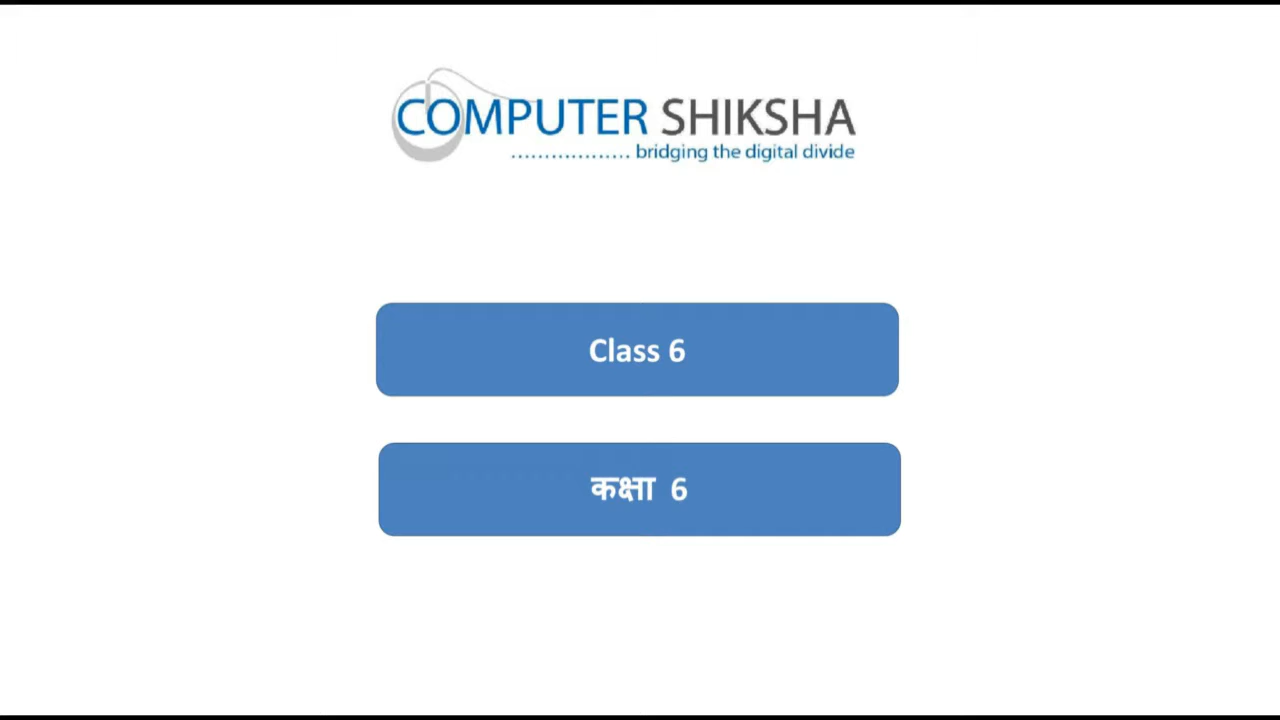 COMPUTER SHIKSHA
.................. bridging the digital divide
Class 6
कक्षा 6